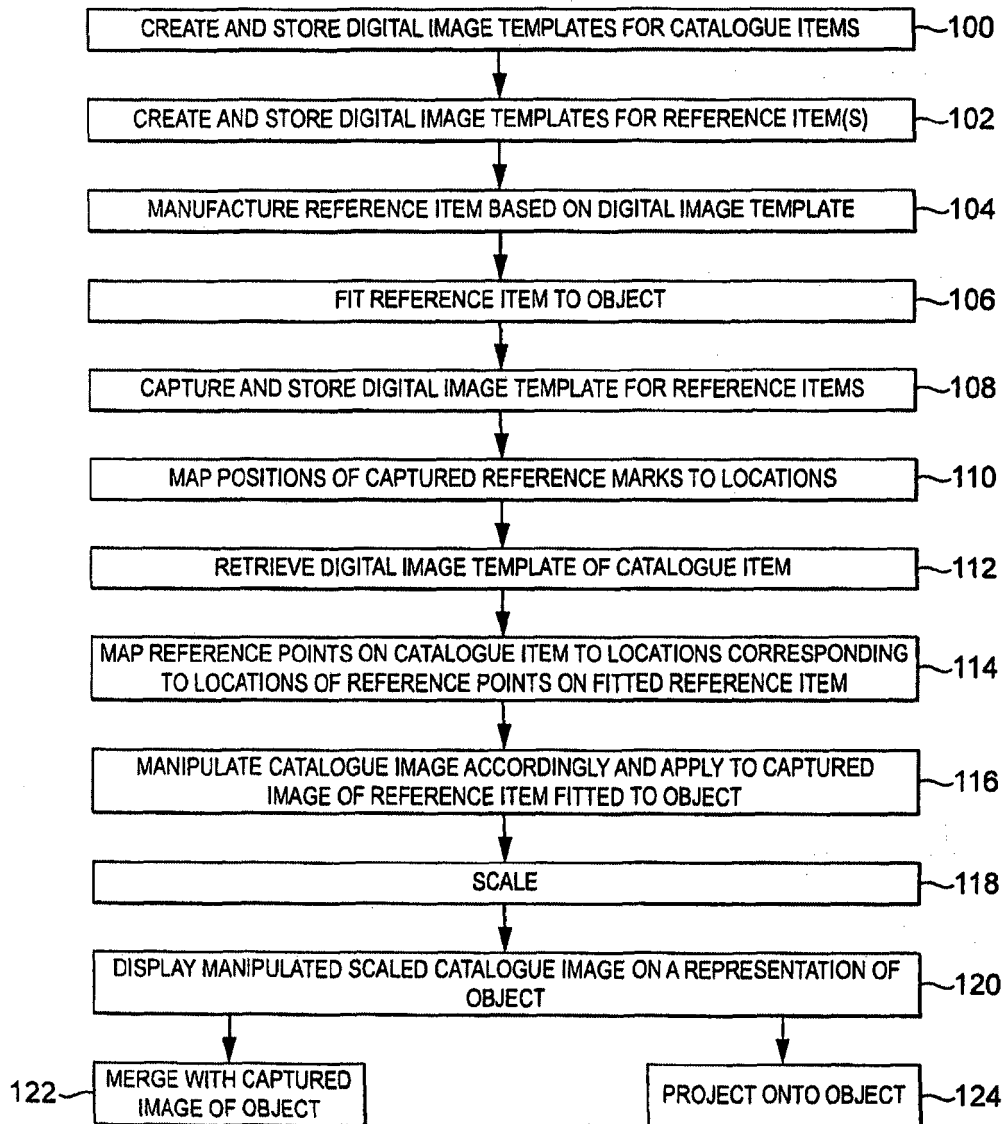 CREATE AND STORE DIGITAL IMAGE TEMPLATES FOR CATALOGUE ITEMS 100
CREATE AND STORE DIGITAL IMAGE TEMPLATES FOR REFERENCE ITEM(S) 102
MANUFACTURE REFERENCE ITEM BASED ON DIGITAL IMAGE TEMPLATE 104
FIT REFERENCE ITEM TO OBJECT 106
CAPTURE AND STORE DIGITAL IMAGE TEMPLATE FOR REFERENCE ITEMS 108
MAP POSITIONS OF CAPTURED REFERENCE MARKS TO LOCATIONS 110
RETRIEVE DIGITAL IMAGE TEMPLATE OF CATALOGUE ITEM 112
MAP REFERENCE POINTS ON CATALOGUE ITEM TO LOCATIONS CORRESPONDING
TO LOCATIONS OF REFERENCE POINTS ON FITTED REFERENCE ITEM 114
MANIPULATE CATALOGUE IMAGE ACCORDINGLY AND APPLY TO CAPTURED
IMAGE OF REFERENCE ITEM FITTED TO OBJECT 116
SCALE 118
DISPLAY MANIPULATED SCALED CATALOGUE IMAGE ON A REPRESENTATION OF
OBJECT 120
122 MERGE WITH CAPTURED
IMAGE OF OBJECT
PROJECT ONTO OBJECT 124